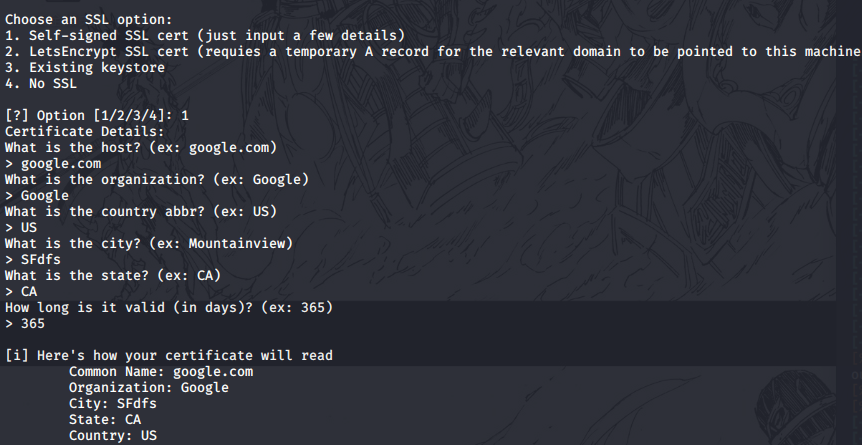 Choose an SSL option:
1. Self-signed SSL cert (just input a few details)
2. LetsEncrypt SSL cert (requies a temporary A record for the relevant domain to be pointed to this machine
3. Existing keystore
4. No SSL
[?] Option [1/2/3/4]: 1
Certificate Details:
What is the host? (ex: google.com)
> google.com
What is the organization? (ex: Google)
> Google
What is the country abbr? (ex: US)
> US
What is the city? (ex: Mountainview)
> SFdfs
What is the state? (ex: CA)
> CA
How long is it valid (in days)? (ex: 365)
> 365
[i] Here's how your certificate will read
Common Name: google.com
Organization: Google
City: SFdfs
State: CA
Country: US